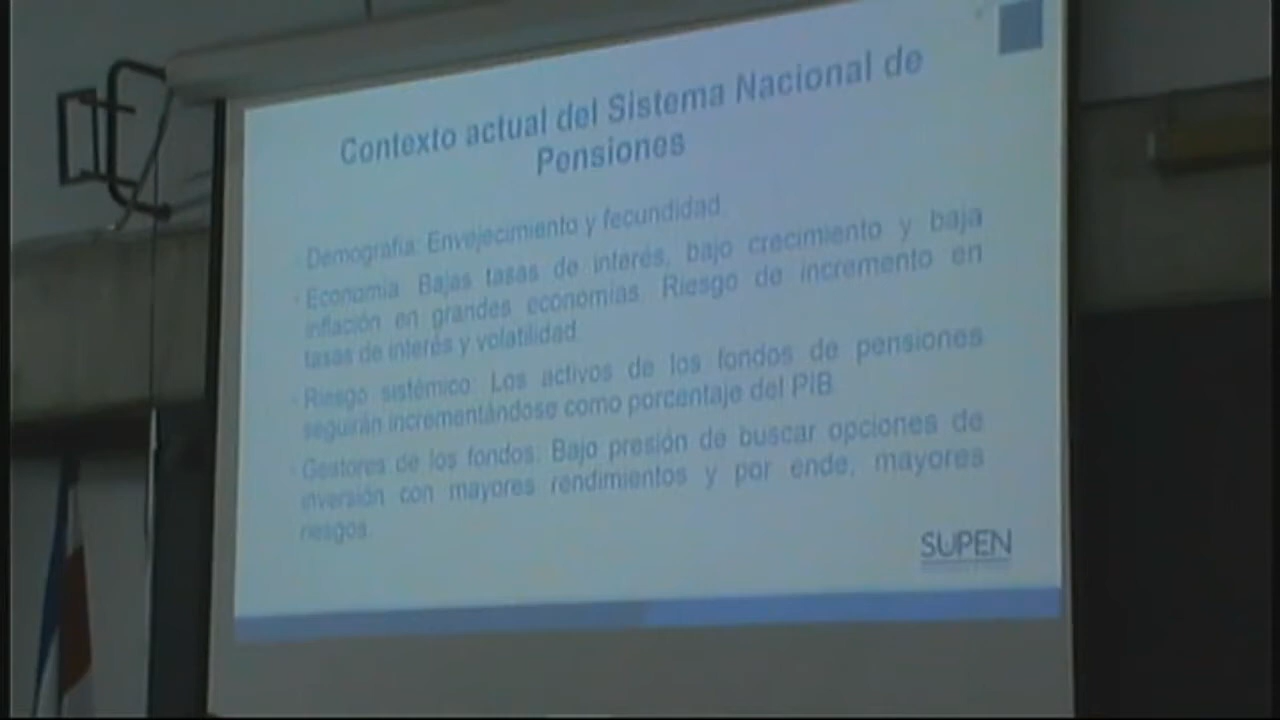 Contexto actual del Sistema Nacional de
Pensiones
Demografía: Envejecimiento y fecundidad.
Economía: Bajas tasas de interés, bajo crecimiento y baja
inflación en grandes economías. Riesgo de incremento en
tasas de interés y volatilidad.
Riesgo sistémico: Los activos de los fondos de pensiones
seguirán incrementándose como porcentaje del PIB.
Gestores de los fondos: Bajo presión de buscar opciones de
inversión con mayores rendimientos y por ende, mayores
riesgos.
SUPEN